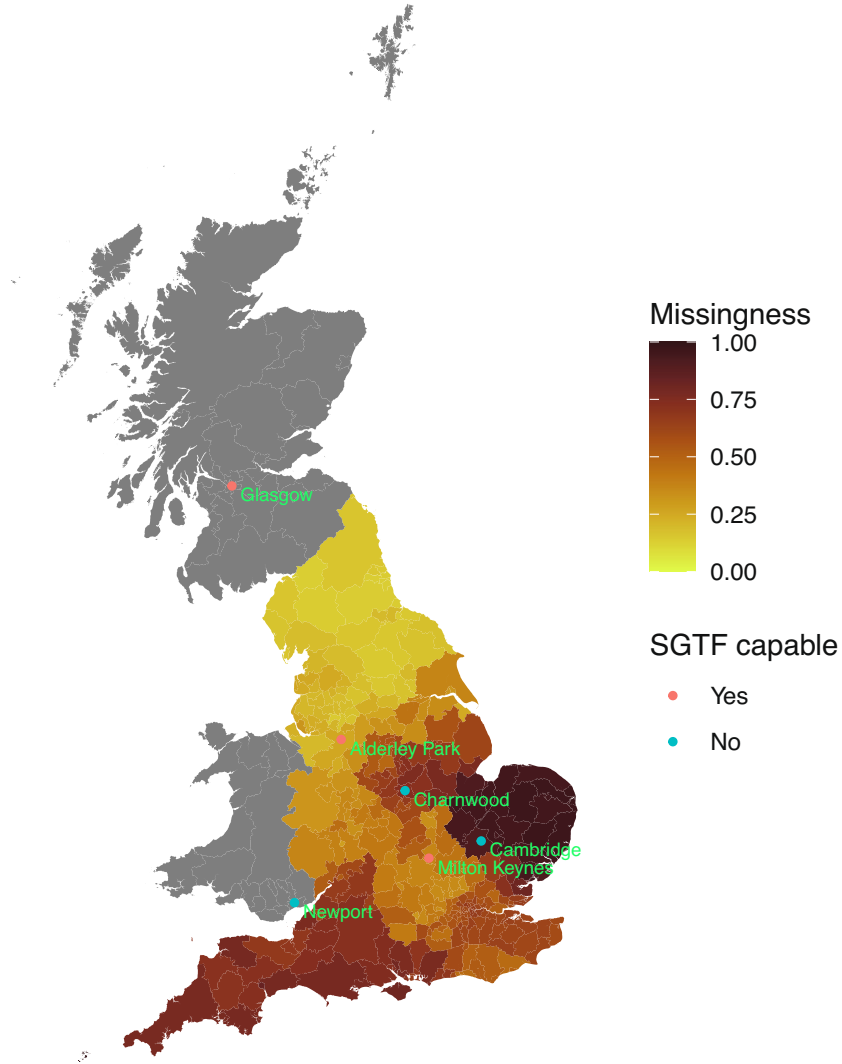 Missingness
1.00
0.75
0.50
0.25
0.00
SGTF capable
Yes
No
Glasgow
Alderley Park
Charnwood
Cambridge
Milton Keynes
Newport